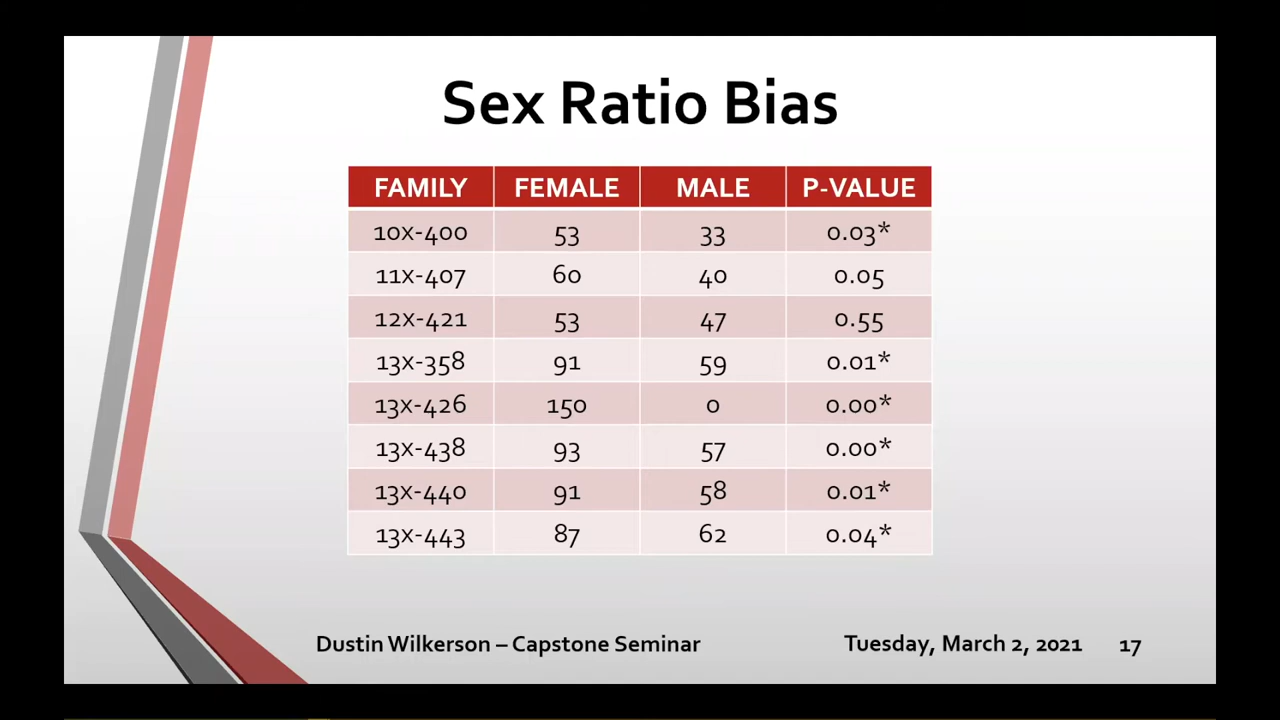 Sex Ratio Bias
FAMILY FEMALE MALE P-VALUE
10x-400 53 33 0.03*
11x-407 60 40 0.05
12x-421 53 47 0.55
13x-358 91 59 0.01*
13x-426 150 0 0.00*
13x-438 93 57 0.00*
13x-440 91 58 0.01*
13x-443 87 62 0.04*
Dustin Wilkerson – Capstone Seminar Tuesday, March 2, 2021 17